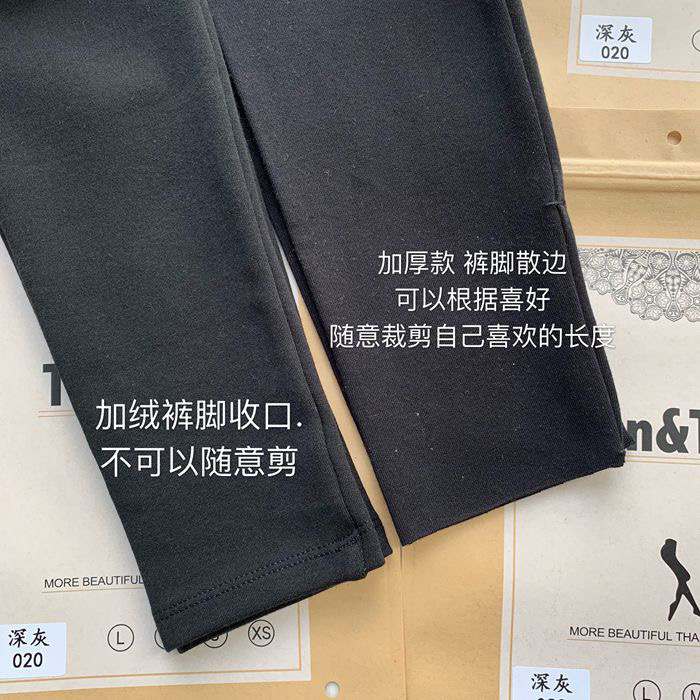 深灰
020
加厚款 裤脚散边
可以根据喜好
随意裁剪自己喜欢的长度
加绒裤脚收口.
不可以随意剪
n&T
MORE BEAUTIFUL
MORE BEAUTIFUL THA
深灰
020
L
XS
深灰